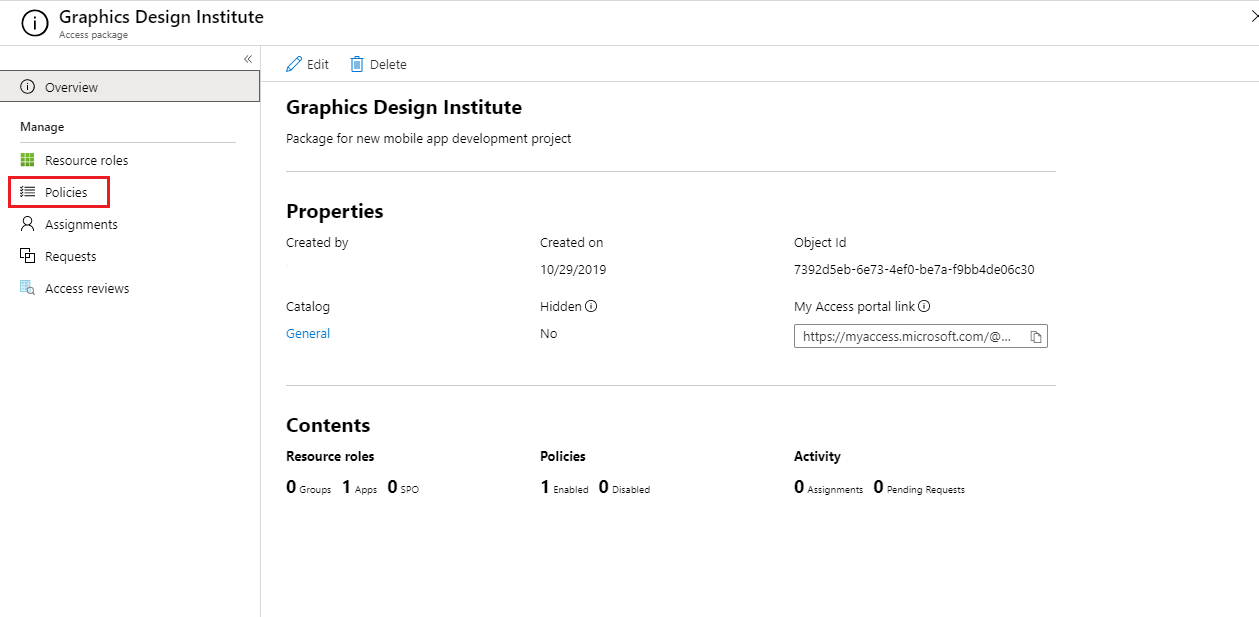 Graphics Design Institute
Access package
«
Overview
Manage
Resource roles
Policies
Assignments
Requests
Access reviews
Edit Delete
Graphics Design Institute
Package for new mobile app development project
Properties
Created by Created on Object Id
10/29/2019 7392d5eb-6e73-4ef0-be7a-f9bb4de06c30
Catalog Hidden My Access portal link
General No https://myaccess.microsoft.com/@...
Contents
Resource roles Policies Activity
0 Groups 1 Apps 0 SPO 1 Enabled 0 Disabled 0 Assignments 0 Pending Requests